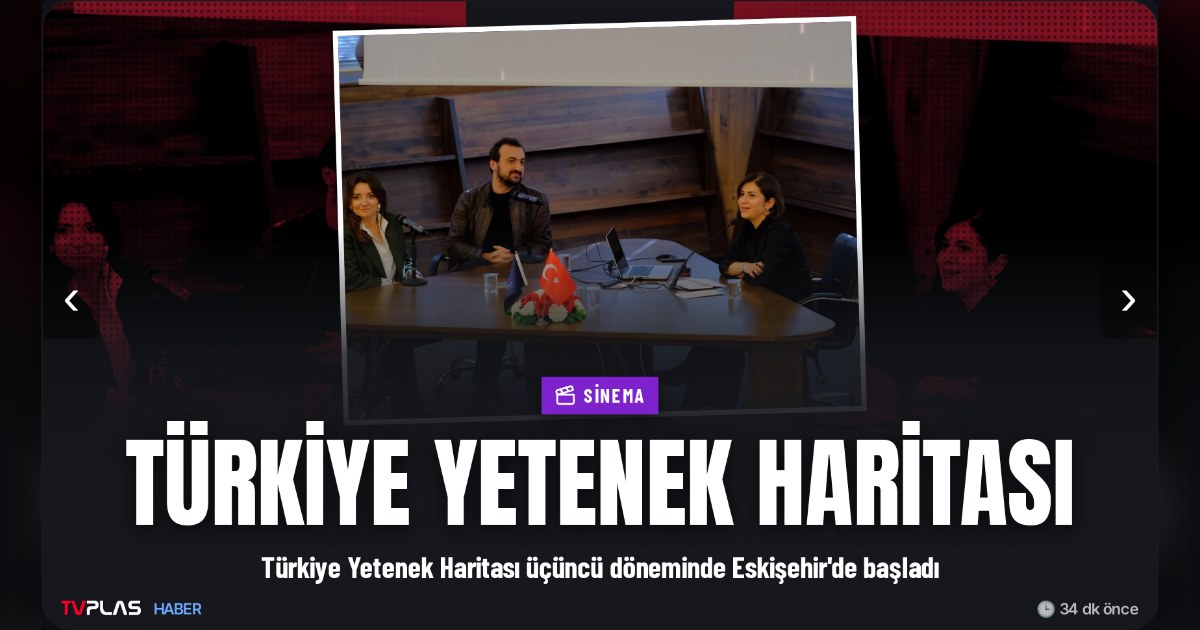 SİNEMA
TÜRKİYE YETENEK HARİTASI
Türkiye Yetenek Haritası üçüncü döneminde Eskişehir'de başladı
TVPLAS HABER
34 dk önce